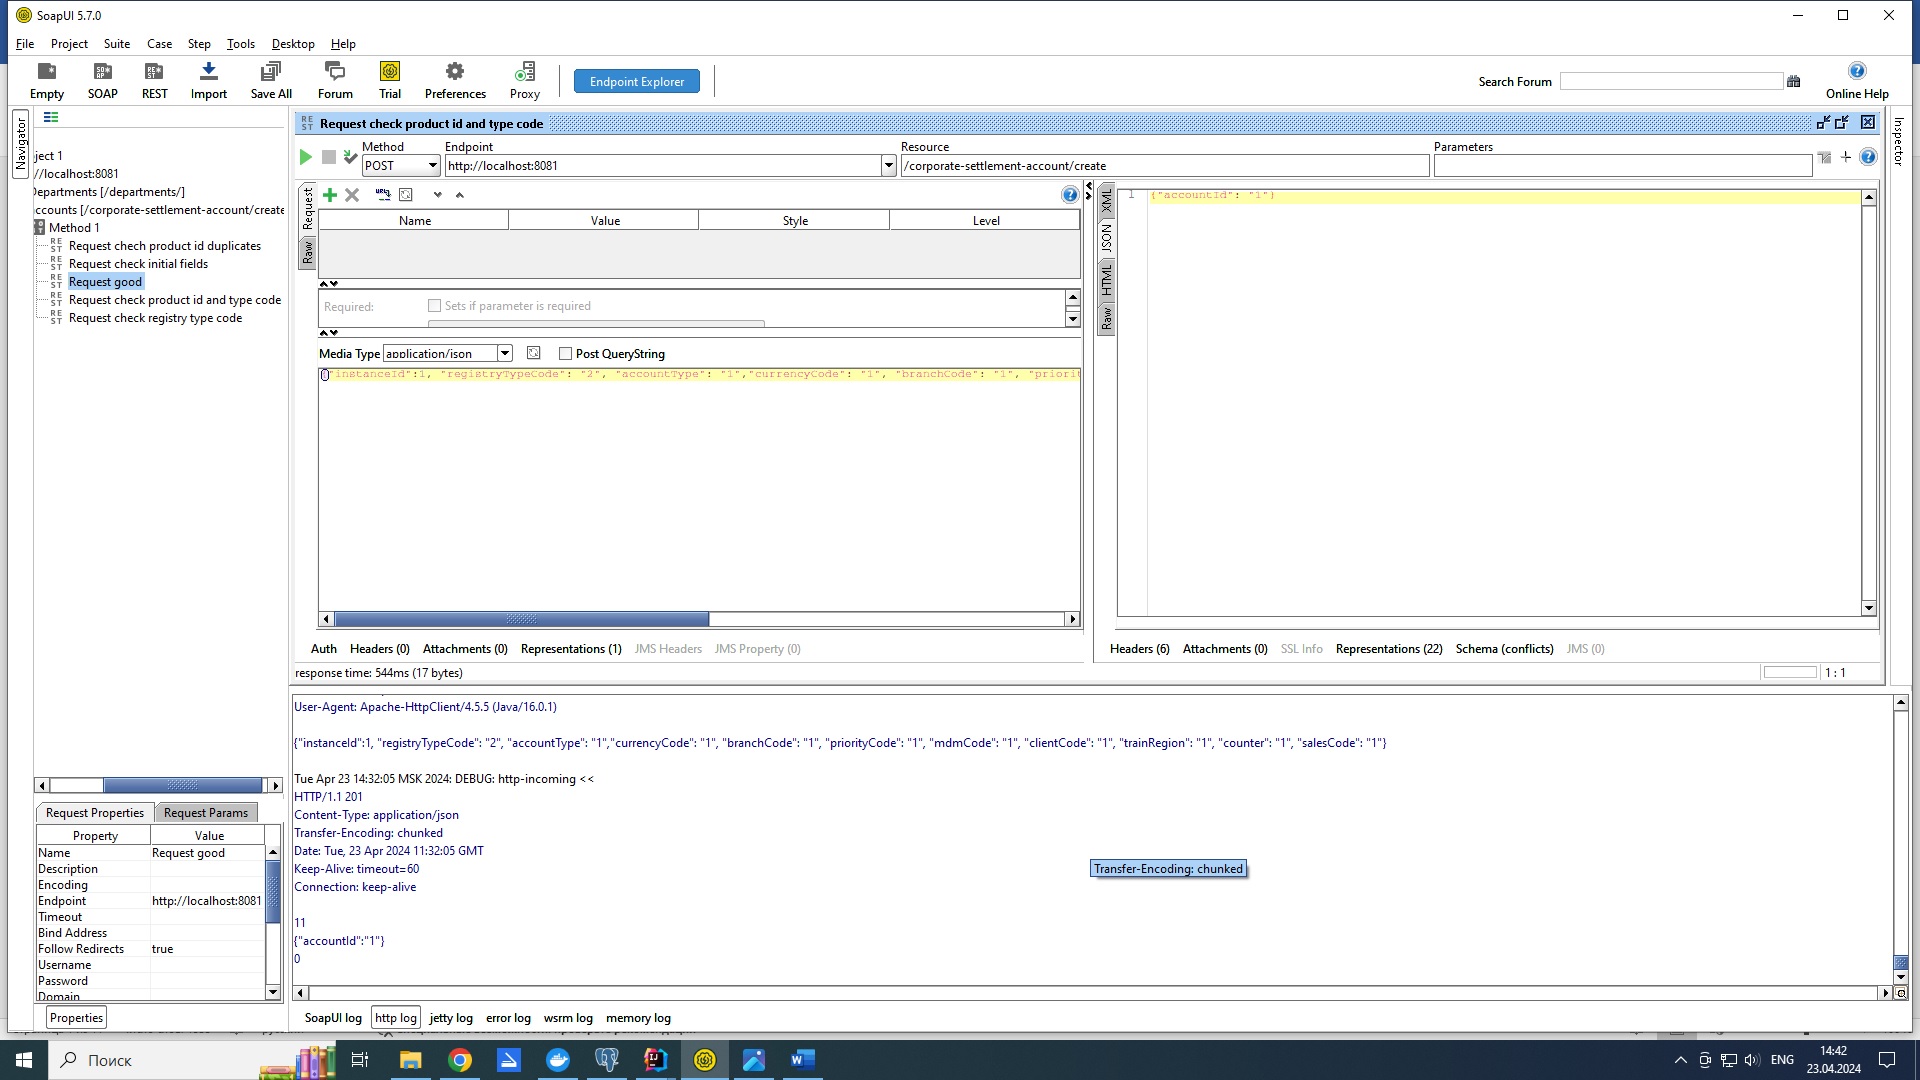 SoapUI 5.7.0
File Project Suite Case Step Tools Desktop Help
Empty SOAP REST Import Save All Forum Trial Preferences Proxy Endpoint Explorer Search Forum Online Help
Navigator
ject 1
//localhost:8081
Departments [/departments/]
ccounts [/corporate-settlement-account/create
Method 1
Request chech product id duplicates
Request check initial fields
Request good
Request check product id and type code
Request check registry type code
Request check product id and type code
Inspector
Method Endpoint Resource Parameters
POST http://localhost:8081 /corporate-settlement-account/create
Request
Raw
Name Value Style Level
Required: Sets if parameter is required
Media Type application/json Post QueryString
{"instanceId":1, "registryTypeCode": "2", "accountType": "1","currencyCode": "1", "branchCode": "1", "priorit
XML
JSON
HTML
Raw
1 {"accountId": "1"}
Auth Headers (0) Attachments (0) Representations (1) JMS Headers JMS Property (0)
Headers (6) Attachments (0) SSL Info Representations (22) Schema (conflicts) JMS (0)
response time: 544ms (17 bytes)
1 : 1
User-Agent: Apache-HttpClient/4.5.5 (Java/16.0.1)
{"instanceId":1, "registryTypeCode": "2", "accountType": "1","currencyCode": "1", "branchCode": "1", "priorityCode": "1", "mdmCode": "1", "clientCode": "1", "trainRegion": "1", "counter": "1", "salesCode": "1"}
Tue Apr 23 14:32:05 MSK 2024: DEBUG: http-incoming <<
HTTP/1.1 201
Content-Type: application/json
Transfer-Encoding: chunked
Date: Tue, 23 Apr 2024 11:32:05 GMT
Keep-Alive: timeout=60
Connection: keep-alive
11
{"accountId":"1"}
0
Transfer-Encoding: chunked
Request Properties Request Params
Property Value
Name Request good
Description
Encoding
Endpoint http://localhost:8081
Timeout
Bind Address
Follow Redirects true
Username
Password
Domain
Properties
SoapUI log http log jetty log error log wsrm log memory log
Поиск
ENG
14:42
23.04.2024